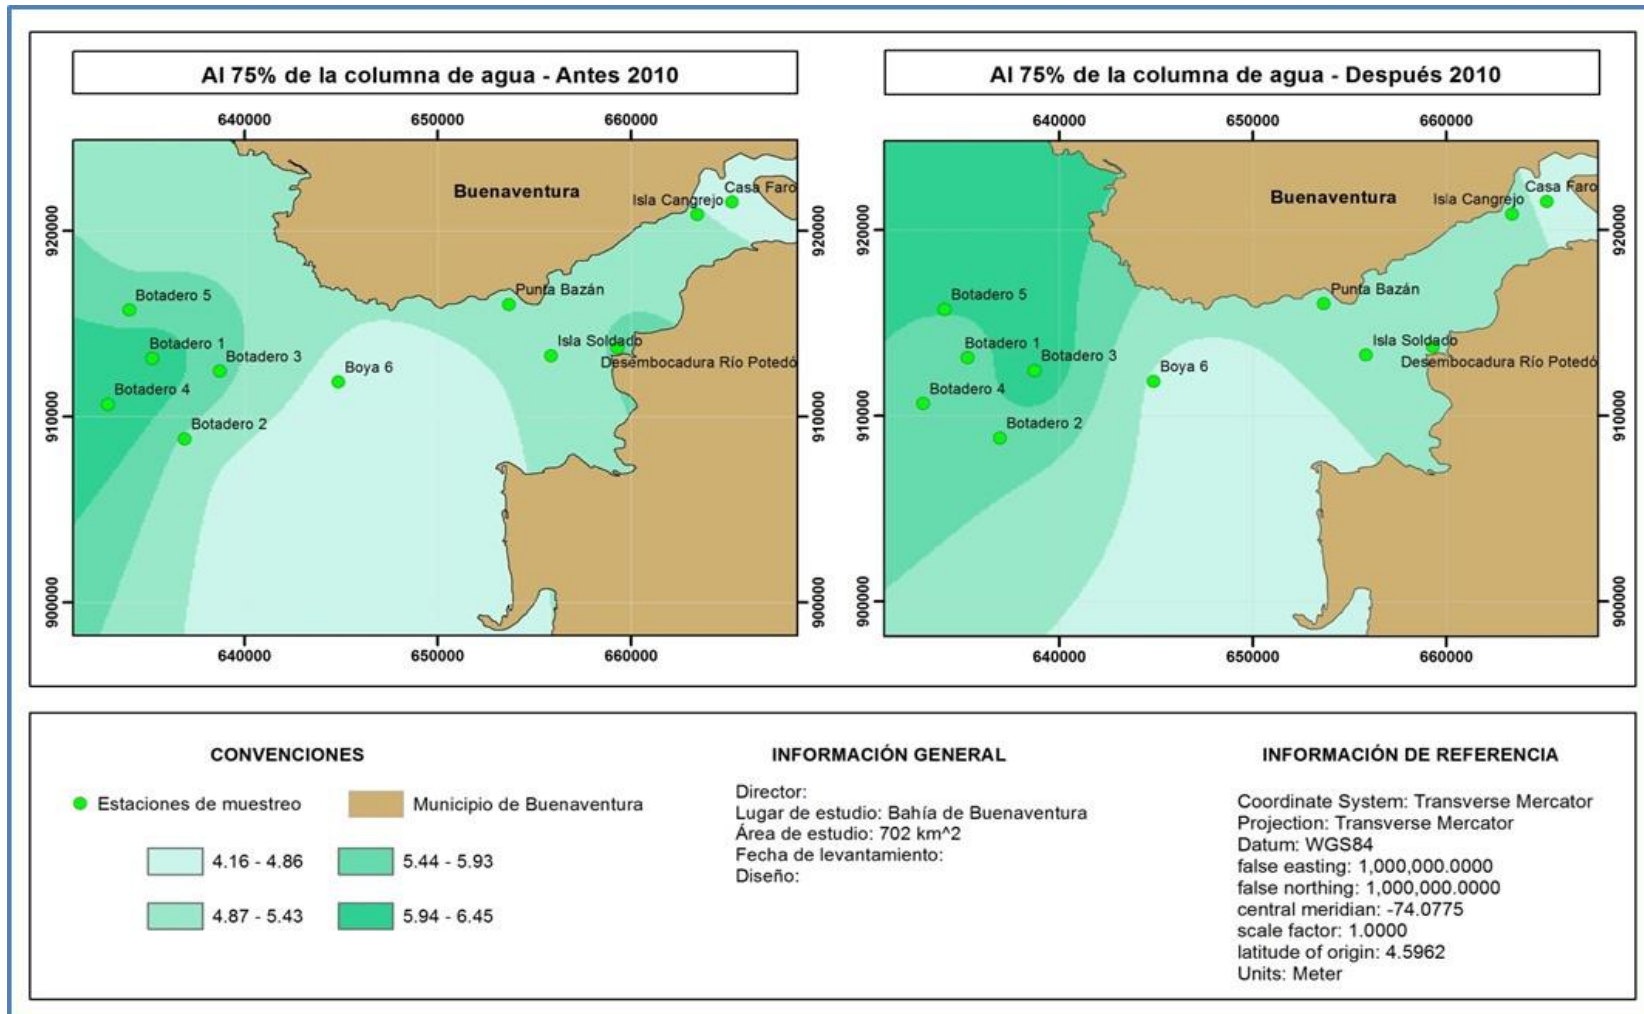 Al 75% de la columna de agua - Antes 2010
640000 650000 660000
920000
910000
900000
Buenaventura
Casa Faro
Isla Cangrejo
Botadero 5
Punta Bazán
Botadero 1
Isla Soldado
Botadero 3
Desembocadura Río Potedó
Boya 6
Botadero 4
Botadero 2
920000
910000
900000
640000 650000 660000
Al 75% de la columna de agua - Después 2010
640000 650000 660000
920000
910000
900000
Buenaventura
Casa Faro
Isla Cangrejo
Botadero 5
Punta Bazán
Botadero 1
Isla Soldado
Botadero 3
Desembocadura Río Potedó
Boya 6
Botadero 4
Botadero 2
920000
910000
900000
640000 650000 660000
CONVENCIONES
Estaciones de muestreo
Municipio de Buenaventura
4.16 - 4.86
5.44 - 5.93
4.87 - 5.43
5.94 - 6.45
INFORMACIÓN GENERAL
Director:
Lugar de estudio: Bahía de Buenaventura
Área de estudio: 702 km^2
Fecha de levantamiento:
Diseño:
INFORMACIÓN DE REFERENCIA
Coordinate System: Transverse Mercator
Projection: Transverse Mercator
Datum: WGS84
false easting: 1,000,000.0000
false northing: 1,000,000.0000
central meridian: -74.0775
scale factor: 1.0000
latitude of origin: 4.5962
Units: Meter